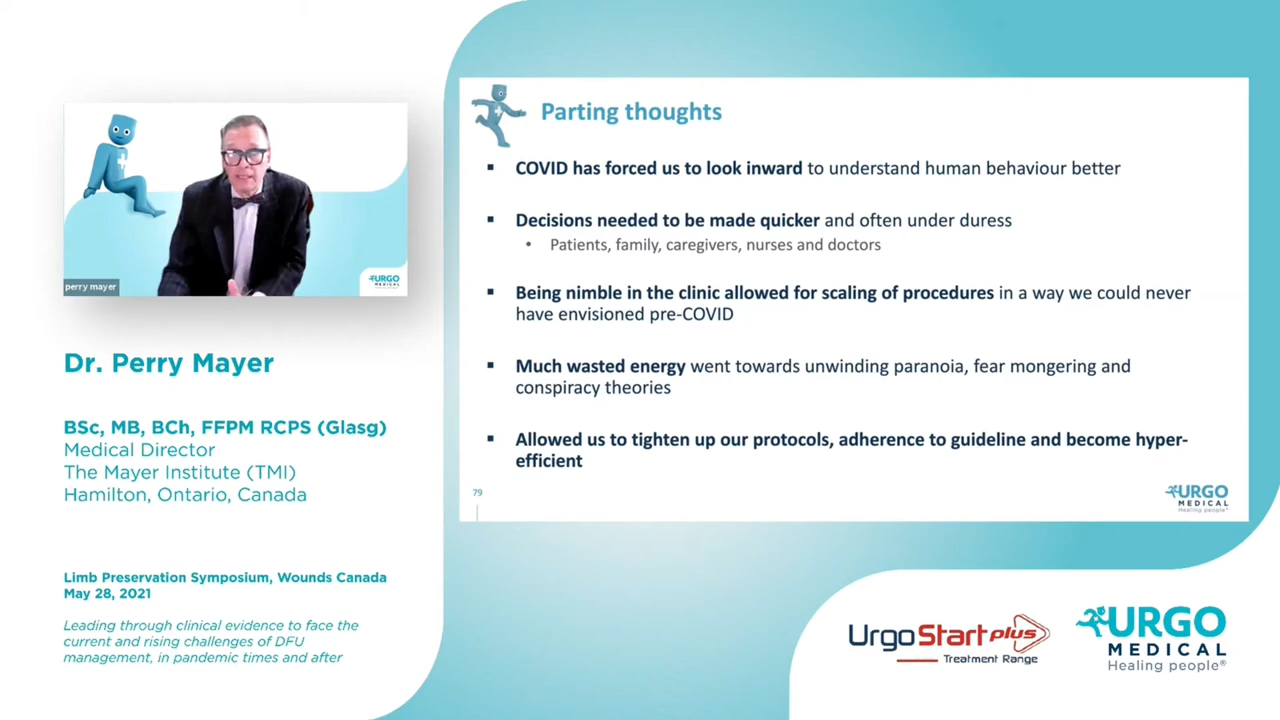 URGO
MEDICAL
perry mayer
Dr. Perry Mayer
BSc, MB, BCh, FFPM RCPS (Glasg)
Medical Director
The Mayer Institute (TMI)
Hamilton, Ontario, Canada
Limb Preservation Symposium, Wounds Canada
May 28, 2021
Leading through clinical evidence to face the
current and rising challenges of DFU
management, in pandemic times and after
Parting thoughts
▪ COVID has forced us to look inward to understand human behaviour better
▪ Decisions needed to be made quicker and often under duress
• Patients, family, caregivers, nurses and doctors
▪ Being nimble in the clinic allowed for scaling of procedures in a way we could never
have envisioned pre-COVID
▪ Much wasted energy went towards unwinding paranoia, fear mongering and
conspiracy theories
▪ Allowed us to tighten up our protocols, adherence to guideline and become hyper-
efficient
79
URGO
MEDICAL
Healing people®
UrgoStart plus
Treatment Range
URGO
MEDICAL
Healing people®